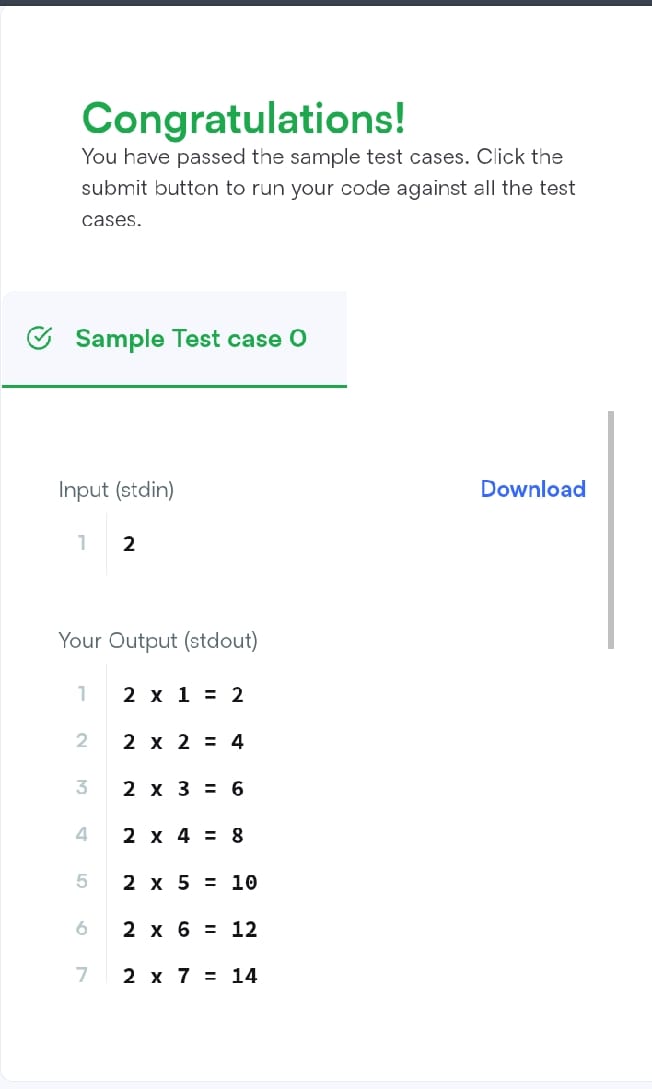 Congratulations!
You have passed the sample test cases. Click the
submit button to run your code against all the test
cases.
Sample Test case 0
Input (stdin)
Download
1 2
Your Output (stdout)
1 2 x 1 = 2
2 2 x 2 = 4
3 2 x 3 = 6
4 2 x 4 = 8
5 2 x 5 = 10
6 2 x 6 = 12
7 2 x 7 = 14